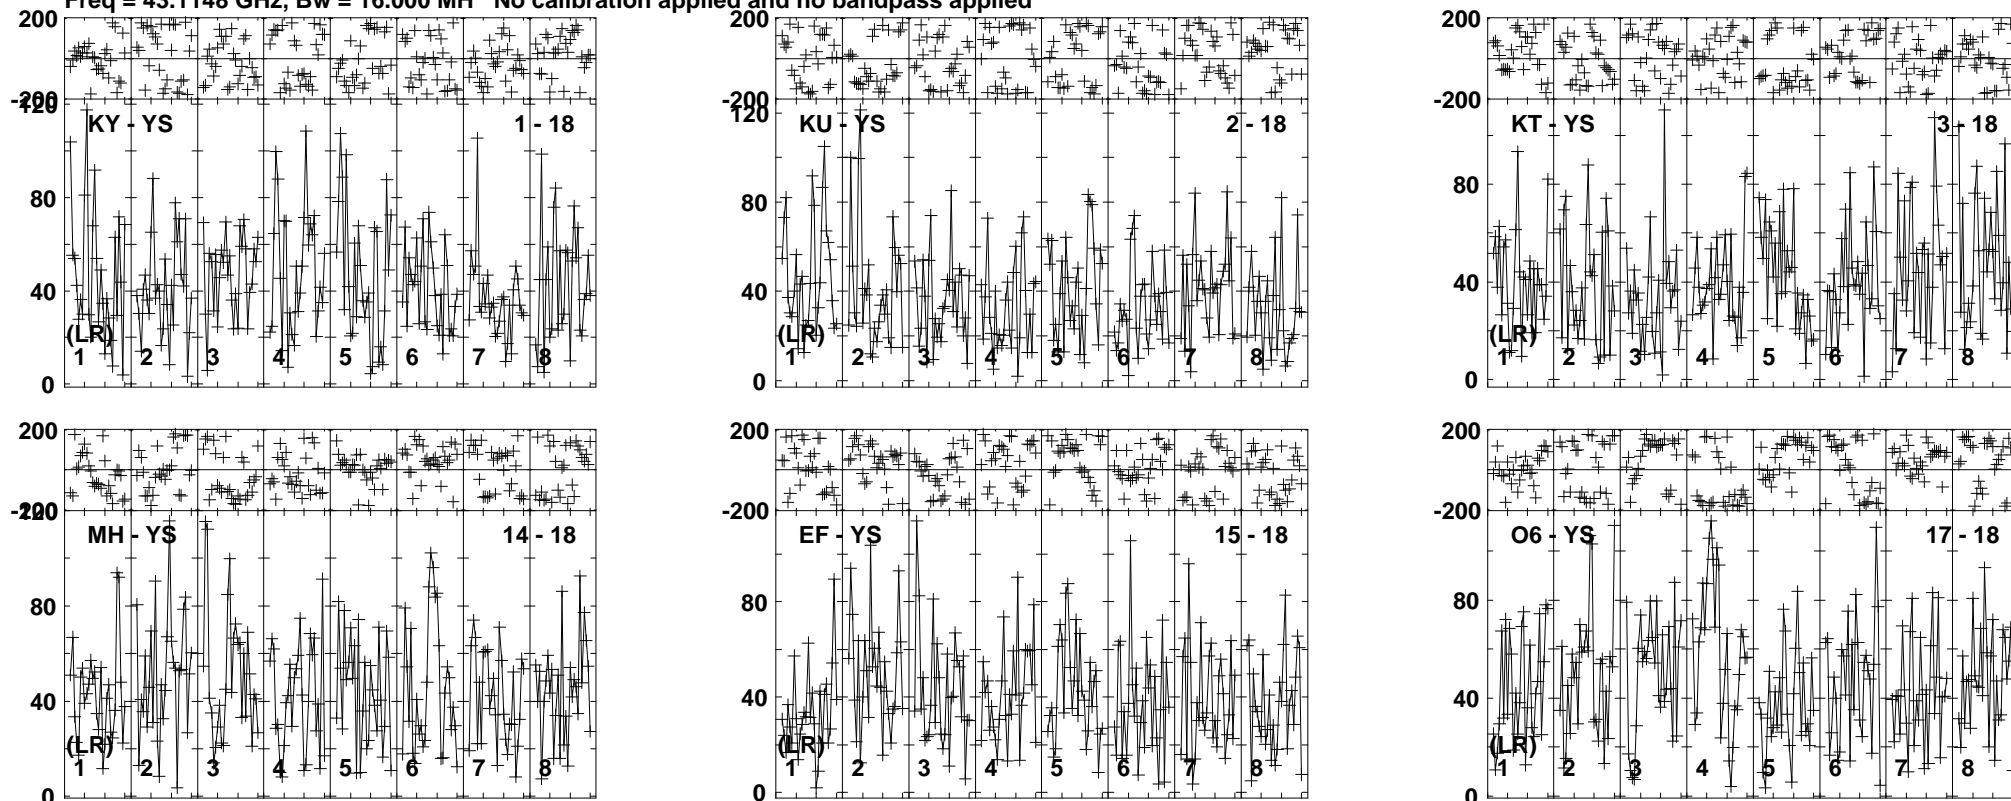 Freq = 43.1148 GHz, Bw = 16.000 MH No calibration applied and no bandpass applied
200
-200
120
KY - YS
1 - 18
80
40
(LR)
0
1 2 3 4 5 6 7 8
200
-200
120
KU - YS
2 - 18
80
40
(LR)
0
1 2 3 4 5 6 7 8
200
-200
KT - YS
3 - 18
80
40
(LR)
0
1 2 3 4 5 6 7 8
200
-200
120
MH - YS
14 - 18
80
40
(LR)
0
1 2 3 4 5 6 7 8
200
-200
EF - YS
15 - 18
80
40
(LR)
0
1 2 3 4 5 6 7 8
200
-200
O6 - YS
17 - 18
80
40
(LR)
0
1 2 3 4 5 6 7 8